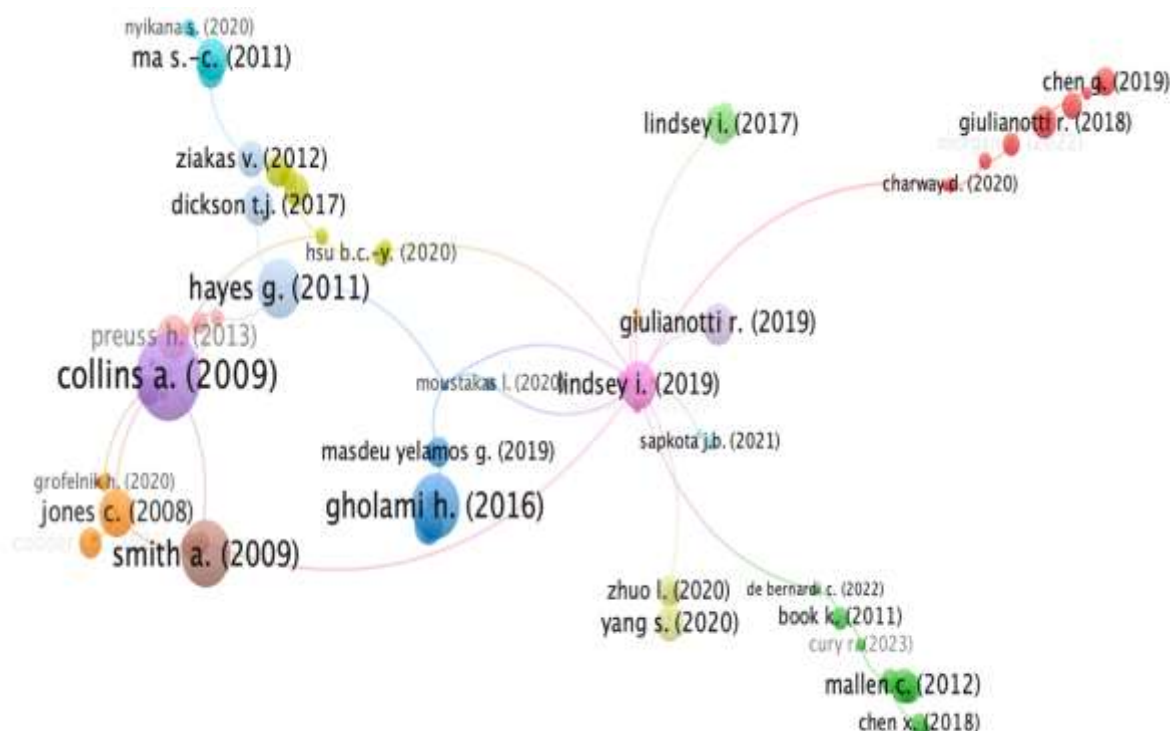 nyikana s. (2020)
ma s.-c. (2011)
chen g. (2019)
lindsey i. (2017)
giulianotti r. (2018)
ziakas v. (2012)
charway d. (2020)
dickson t.j. (2017)
hsu b.c.-y. (2020)
hayes g. (2011)
giulianotti r. (2019)
preuss h. (2013)
collins a. (2009)
moustakas l. (2020)
lindsey i. (2019)
sapkota j.b. (2021)
masdeu yelamos g. (2019)
grofelnik h. (2020)
jones c. (2008)
gholami h. (2016)
smith a. (2009)
zhuo l. (2020)
de bernardi c. (2022)
book k. (2011)
yang s. (2020)
cury r. (2023)
mallen c. (2012)
chen x. (2018)